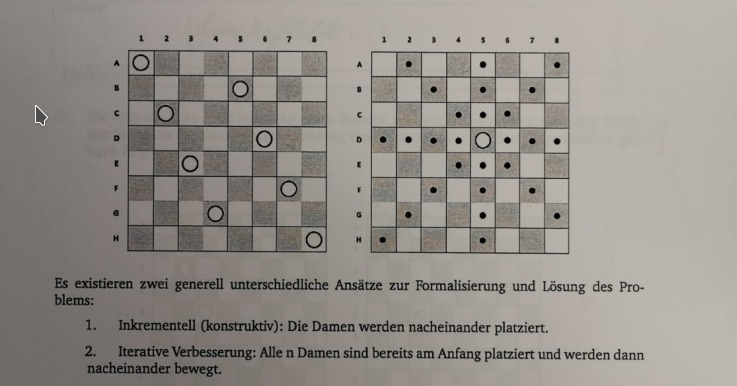 1 2 3 4 5 6 7 8
A
B
C
D
E
F
G
H
1 2 3 4 5 6 7 8
A
B
C
D
E
F
G
H
Es existieren zwei generell unterschiedliche Ansätze zur Formalisierung und Lösung des Pro-
blems:
1. Inkrementell (konstruktiv): Die Damen werden nacheinander platziert.
2. Iterative Verbesserung: Alle n Damen sind bereits am Anfang platziert und werden dann
nacheinander bewegt.